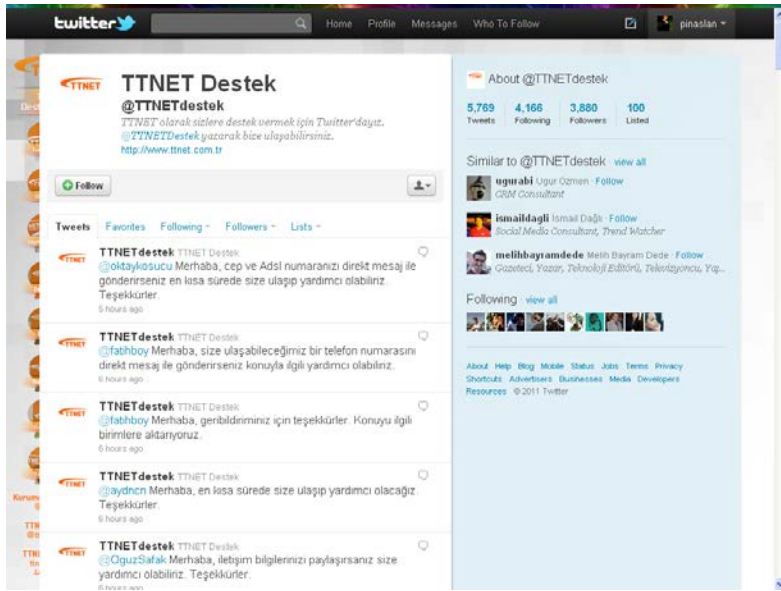 twitter
Home Profile Messages Who To Follow
pinaslan
TTNET
TTNET Destek
@TTNETdestek
TTNET olarak sizlere destek vermek için Twitter'dayız.
@TTNETDestek yazarak bize ulaşabilirsiniz.
http://www.ttnet.com.tr
Follow
Tweets Favorites Following Followers Lists
TTNETdestek TTNET Destek
@oktaykosucu Merhaba, cep ve Adsl numaranızı direkt mesaj ile
gönderirseniz en kısa sürede size ulaşıp yardımcı olabiliriz.
Teşekkürler.
5 hours ago
TTNETdestek TTNET Destek
@fatihboy Merhaba, size ulaşabileceğimiz bir telefon numarasını
direkt mesaj ile gönderirseniz konuyla ilgili yardımcı olabiliriz.
6 hours ago
TTNETdestek TTNET Destek
@fatihboy Merhaba, geribildiriminiz için teşekkürler. Konuyu ilgili
birimlere aktarıyoruz.
6 hours ago
TTNETdestek TTNET Destek
@aydncn Merhaba, en kısa sürede size ulaşıp yardımcı olacağız.
Teşekkürler.
6 hours ago
TTNETdestek TTNET Destek
@OguzSafak Merhaba, iletişim bilgilerinizi paylaşırsanız size
yardımcı olabiliriz. Teşekkürler.
6 hours ago
About @TTNETdestek
5,769 4,166 3,880 100
Tweets Following Followers Listed
Similar to @TTNETdestek · view all
ugurabi Ugur Ozmen · Follow
CRM Consultant
ismaildagli Ismail Dağlı · Follow
Social Media Consultant, Trend Watcher
melihbayramdede Melih Bayram Dede · Follow
Gazeteci, Yazar, Teknoloji Editörü, Televizyoncu, Yaş...
Following · view all
About Help Blog Mobile Status Jobs Terms Privacy
Shortcuts Advertisers Businesses Media Developers
Resources © 2011 Twitter